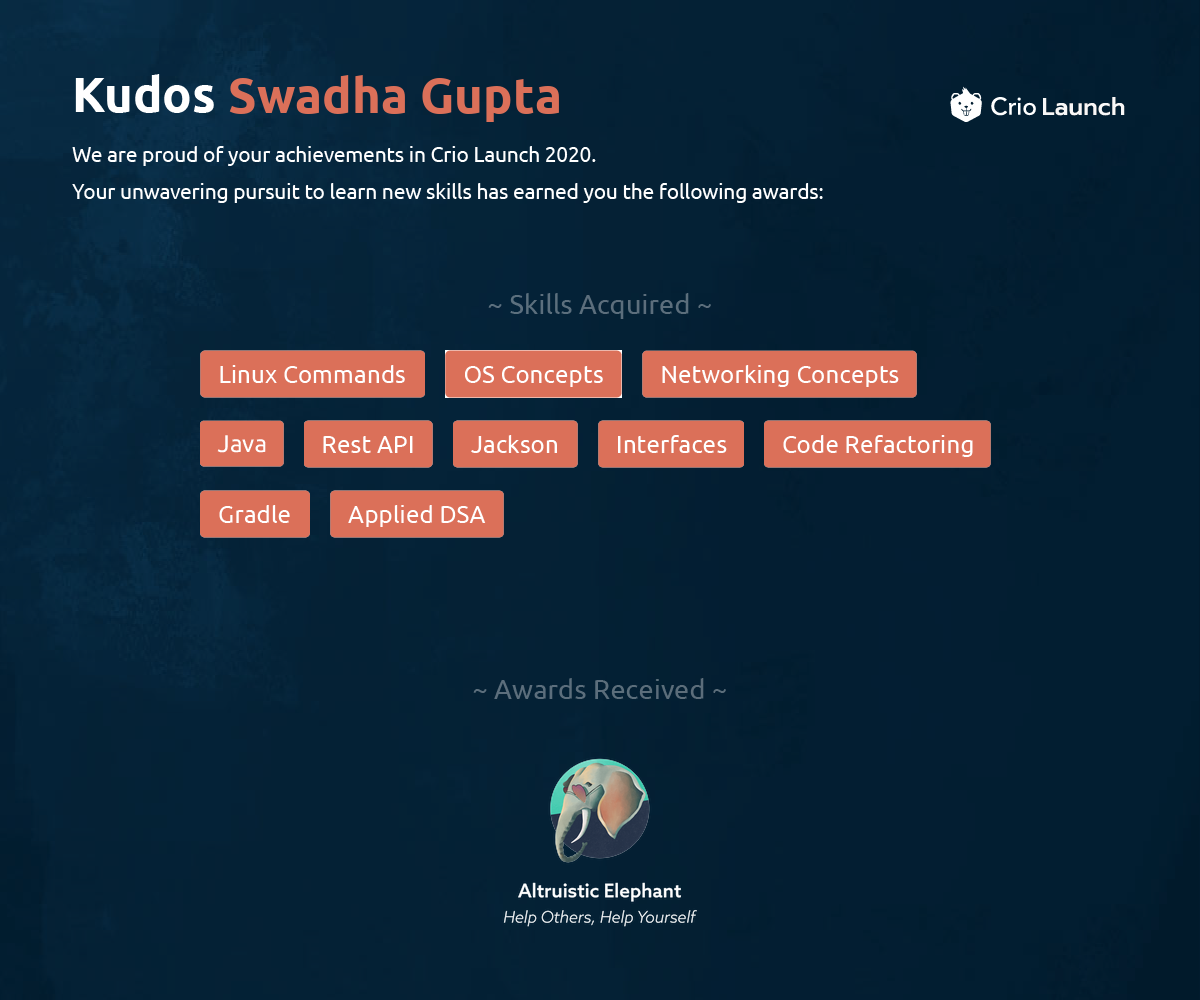 Kudos Swadha Gupta
Crio Launch
We are proud of your achievements in Crio Launch 2020.
Your unwavering pursuit to learn new skills has earned you the following awards:
~ Skills Acquired ~
Linux Commands OS Concepts Networking Concepts
Java Rest API Jackson Interfaces Code Refactoring
Gradle Applied DSA
~ Awards Received ~
Altruistic Elephant
Help Others, Help Yourself